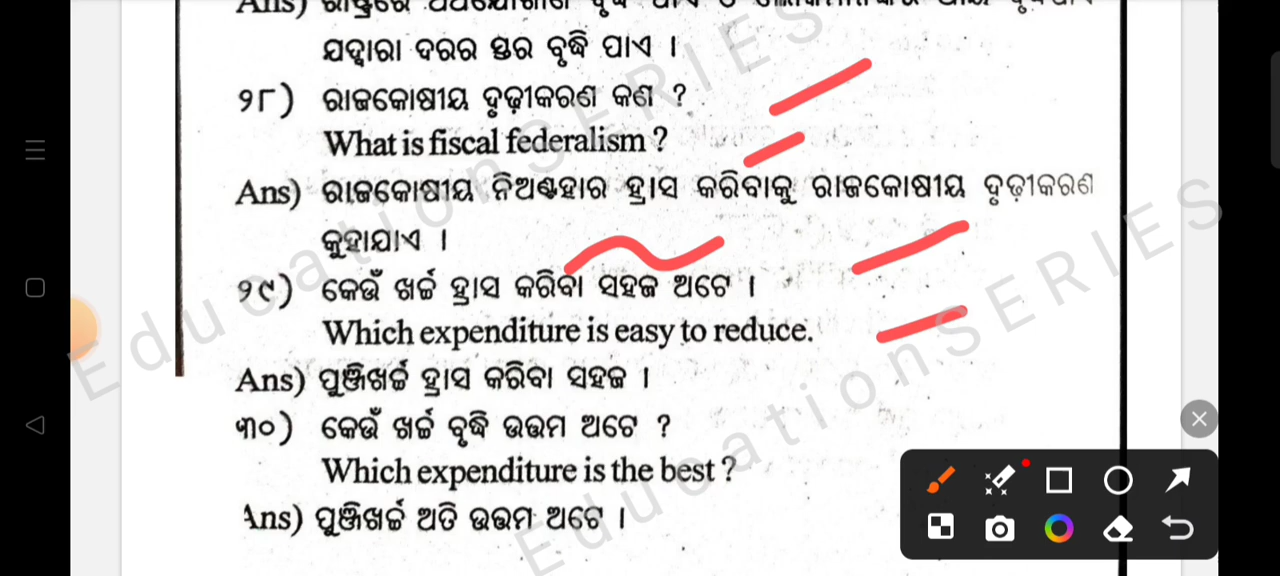 ଯଦ୍ଵାରା ଦରର ସ୍ତର ବୃଦ୍ଧି ପାଏ ।
୨୮) ରାଜକୋଷୀୟ ଦୃଢ଼ୀକରଣ କଣ ?
What is fiscal federalism ?
Ans) ରାଜକୋଷୀୟ ନିଅଣ୍ଟହାର ହ୍ରାସ କରିବାକୁ ରାଜକୋଷୀୟ ଦୃଢ଼ୀକରଣ
କୁହାଯାଏ ।
୨୯) କେଉଁ ଖର୍ଚ୍ଚ ହ୍ରାସ କରିବା ସହଜ ଅଟେ ।
Which expenditure is easy to reduce.
Ans) ପୁଞ୍ଜିଖର୍ଚ୍ଚ ହ୍ରାସ କରିବା ସହଜ ।
୩୦) କେଉଁ ଖର୍ଚ୍ଚ ବୃଦ୍ଧି ଉତ୍ତମ ଅଟେ ?
Which expenditure is the best ?
Ans) ପୁଞ୍ଜିଖର୍ଚ୍ଚ ଅତି ଉତ୍ତମ ଅଟେ ।
EducationSERIES
EducationSERIES